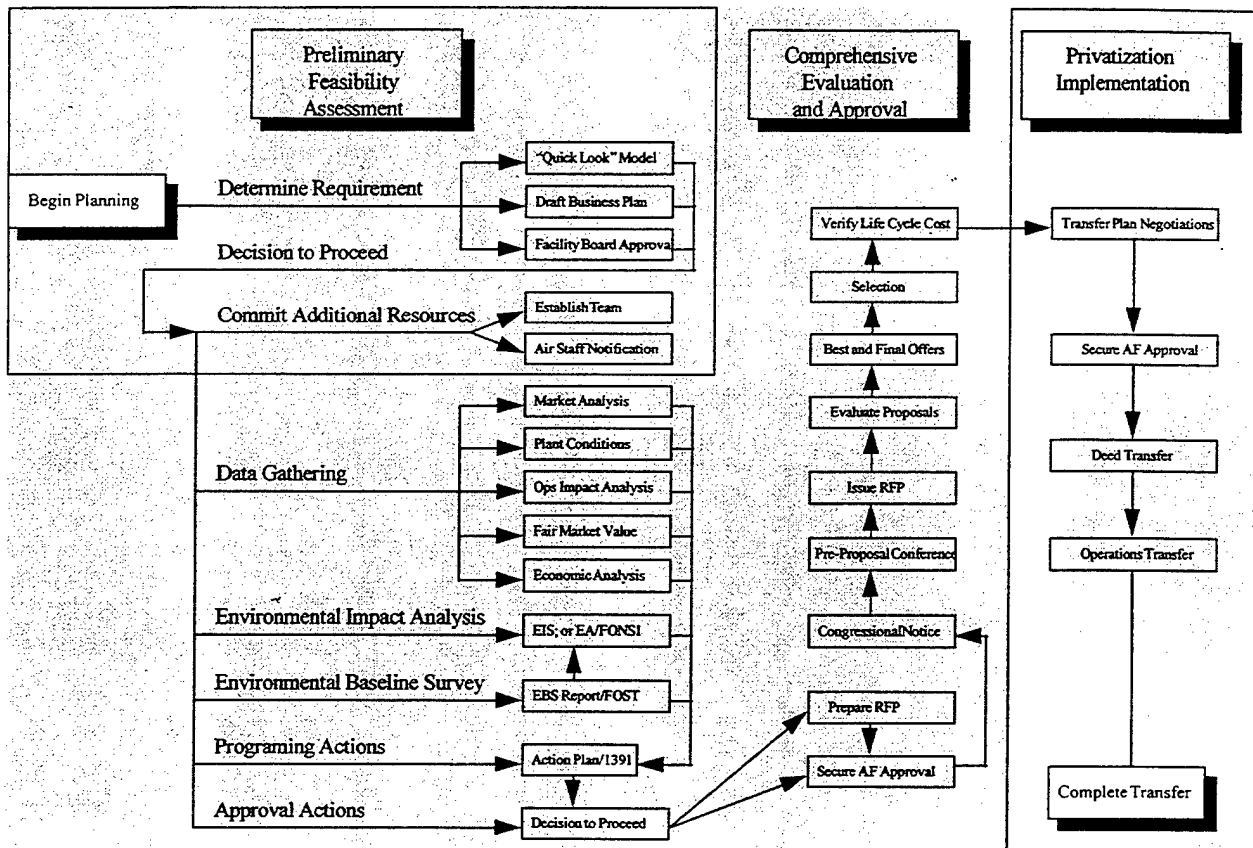 Preliminary
Feasibility
Assessment
Comprehensive
Evaluation
and Approval
Privatization
Implementation
Begin Planning
Determine Requirement
"Quick Look" Model
Draft Business Plan
Facility Board Approva
Decision to Proceed
Commit Additional Resources
Establish Team
Air Staff Notification
Data Gathering
Market Analysis
Plant Conditions
Ops Impact Analysis
Fair Market Value
Economic Analysis
Environmental Impact Analysis
EIS; or EA/FONSI
Environmental Baseline Survey
EBS Report/FOST
Programing Actions
Action Plan/1391
Approval Actions
Decision to Proceed
Verify Life Cycle Cost
Selection
Best and Final Offers
Evaluate Proposals
Issue RFP
Pre-Proposal Conference
Congressional Notice
Prepare RFP
Secure AF Approval
Transfer Plan Negotiations
Secure AF Approval
Deed Transfer
Operations Transfer
Complete Transfer